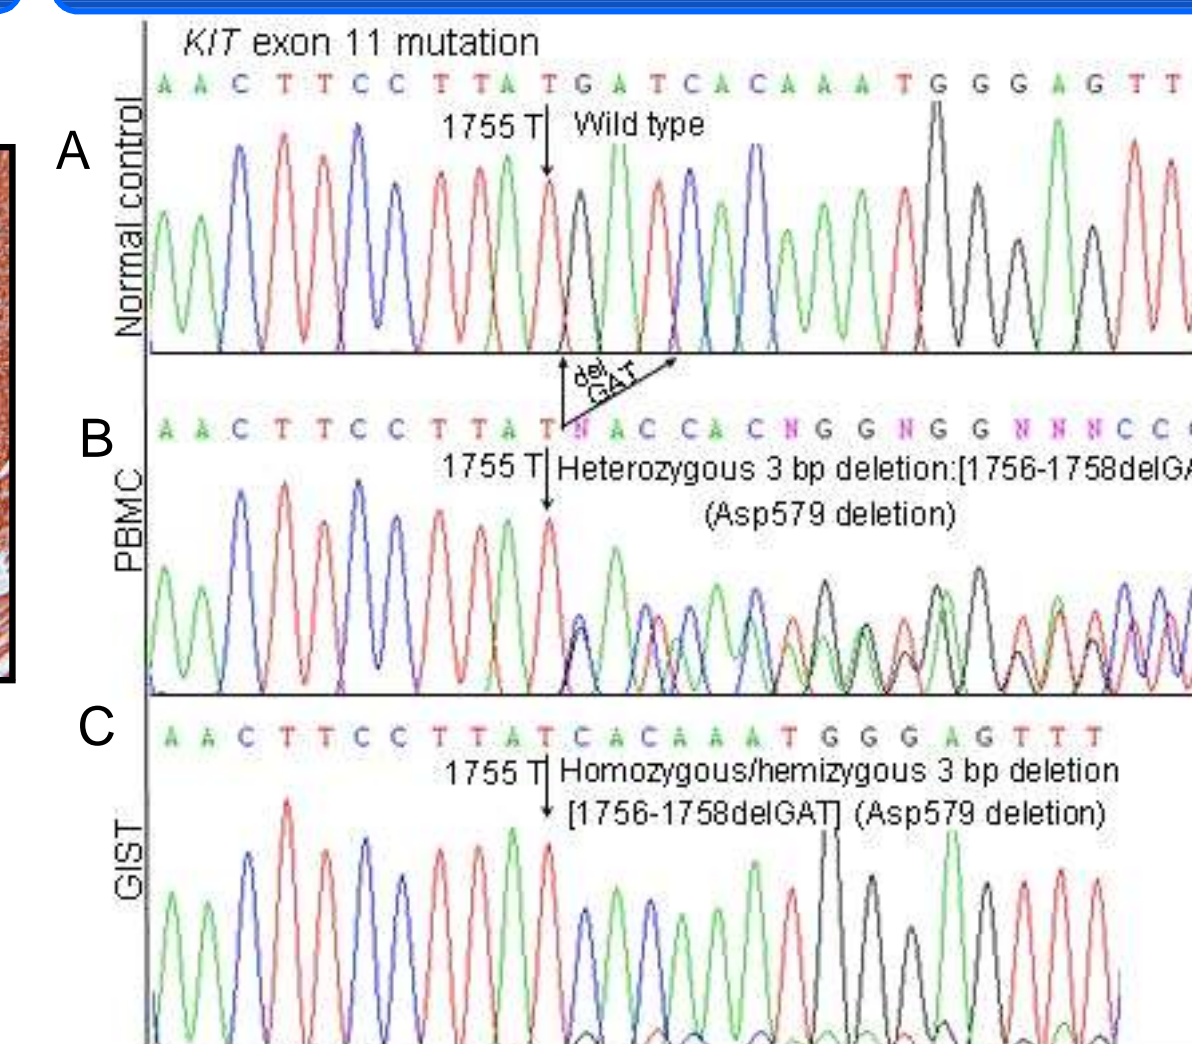 KIT exon 11 mutation
A A C T T C C T T A T G A T C A C A A A T G G G A G T T
A
Normal control
1755 T
Wild type
del
GAT
B
PBMC
A A C T T C C T T A T N A C C A C N G G N G G N N N C C
1755 T
Heterozygous 3 bp deletion:[1756-1758delGA
(Asp579 deletion)
C
GIST
A A C T T C C T T A T C A C A A A T G G G A G T T T
1755 T
Homozygous/hemizygous 3 bp deletion
[1756-1758delGAT] (Asp579 deletion)